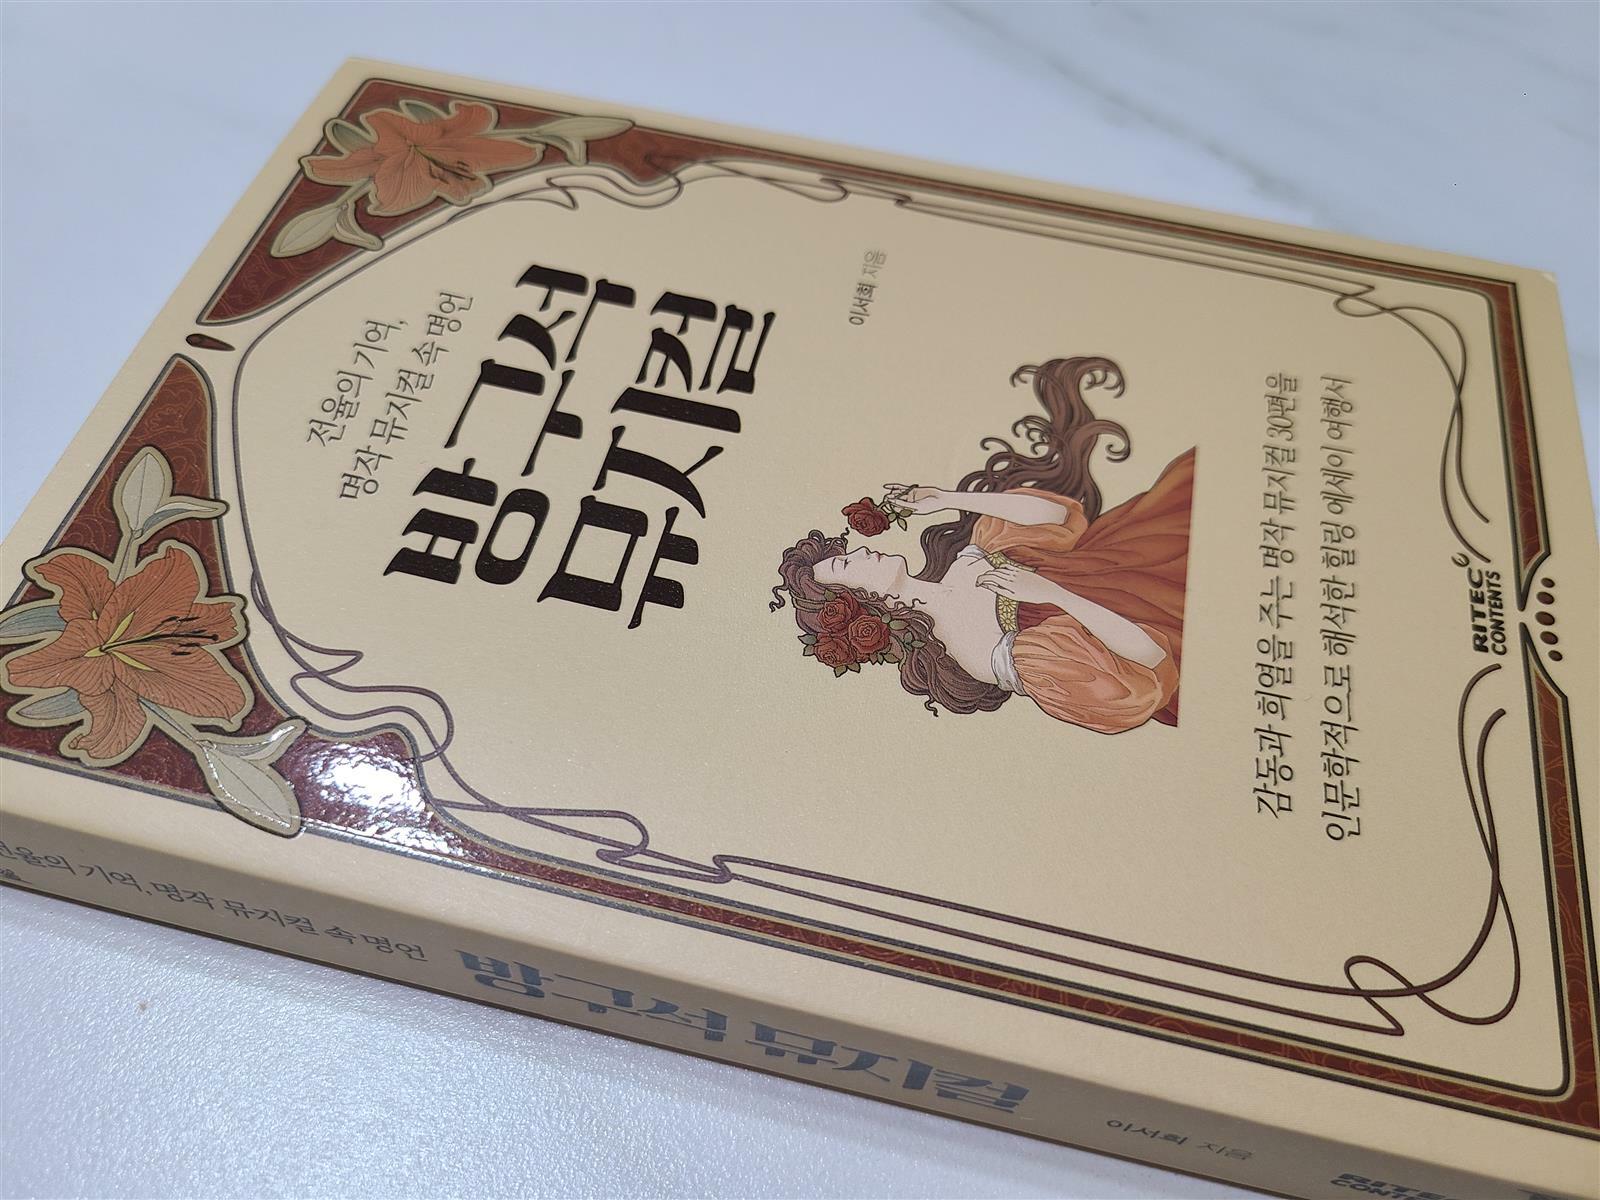 전율의 기억,
명작 뮤지컬 속 명언
방구석
뮤지컬
이서희 지음
감동과 희열을 주는 명작 뮤지컬 30편을
인문학적으로 해석한 힐링 에세이 여행서
RITEC
CONTENTS
전율의 기억, 명작 뮤지컬 속 명언
방구석 뮤지컬
이서희 지음